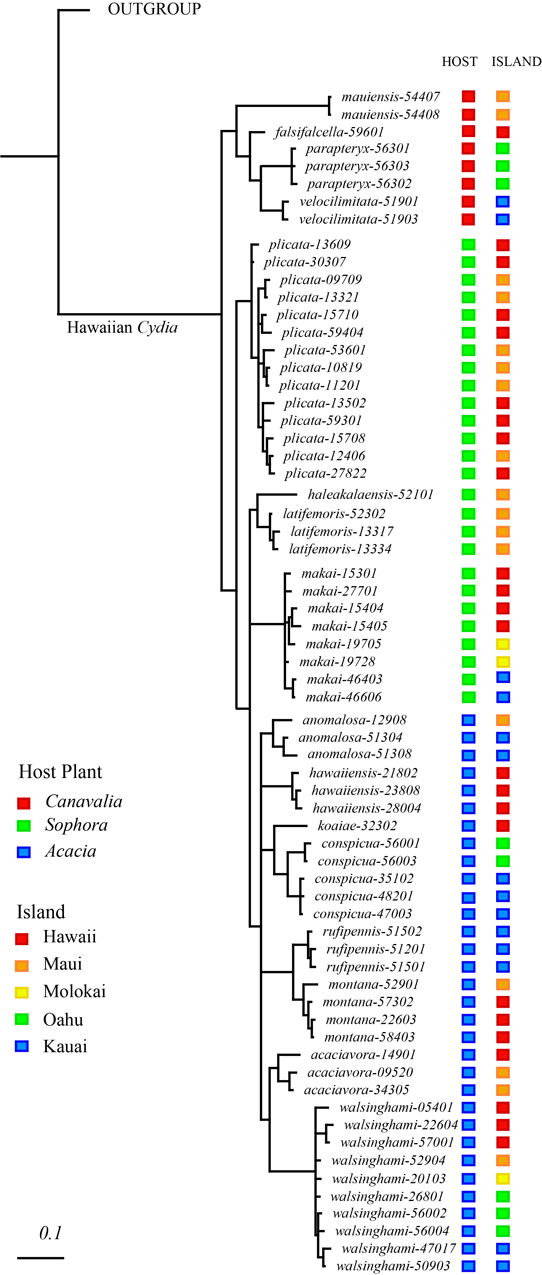 OUTGROUP
HOST ISLAND
mauiensis-54407
mauiensis-54408
falsifalcella-59601
parapteryx-56301
parapteryx-56303
parapteryx-56302
velocilimitata-51901
velocilimitata-51903
plicata-13609
plicata-30307
plicata-09709
plicata-13321
Hawaiian Cydia
plicata-15710
plicata-59404
plicata-53601
plicata-10819
plicata-11201
plicata-13502
plicata-59301
plicata-15708
plicata-12406
plicata-27822
haleakalaensis-52101
latifemoris-52302
latifemoris-13317
latifemoris-13334
makai-15301
makai-27701
makai-15404
makai-15405
makai-19705
makai-19728
makai-46403
makai-46606
anomalosa-12908
anomalosa-51304
anomalosa-51308
hawaiiensis-21802
hawaiiensis-23808
hawaiiensis-28004
koaiae-32302
conspicua-56001
conspicua-56003
conspicua-35102
conspicua-48201
conspicua-47003
rufipennis-51502
rufipennis-51201
rufipennis-51501
montana-52901
montana-57302
montana-22603
montana-58403
acaciavora-14901
acaciavora-09520
acaciavora-34305
walsinghami-05401
walsinghami-22604
walsinghami-57001
walsinghami-52904
walsinghami-20103
walsinghami-26801
walsinghami-56002
walsinghami-56004
walsinghami-47017
walsinghami-50903
Host Plant
Canavalia
Sophora
Acacia
Island
Hawaii
Maui
Molokai
Oahu
Kauai
0.1